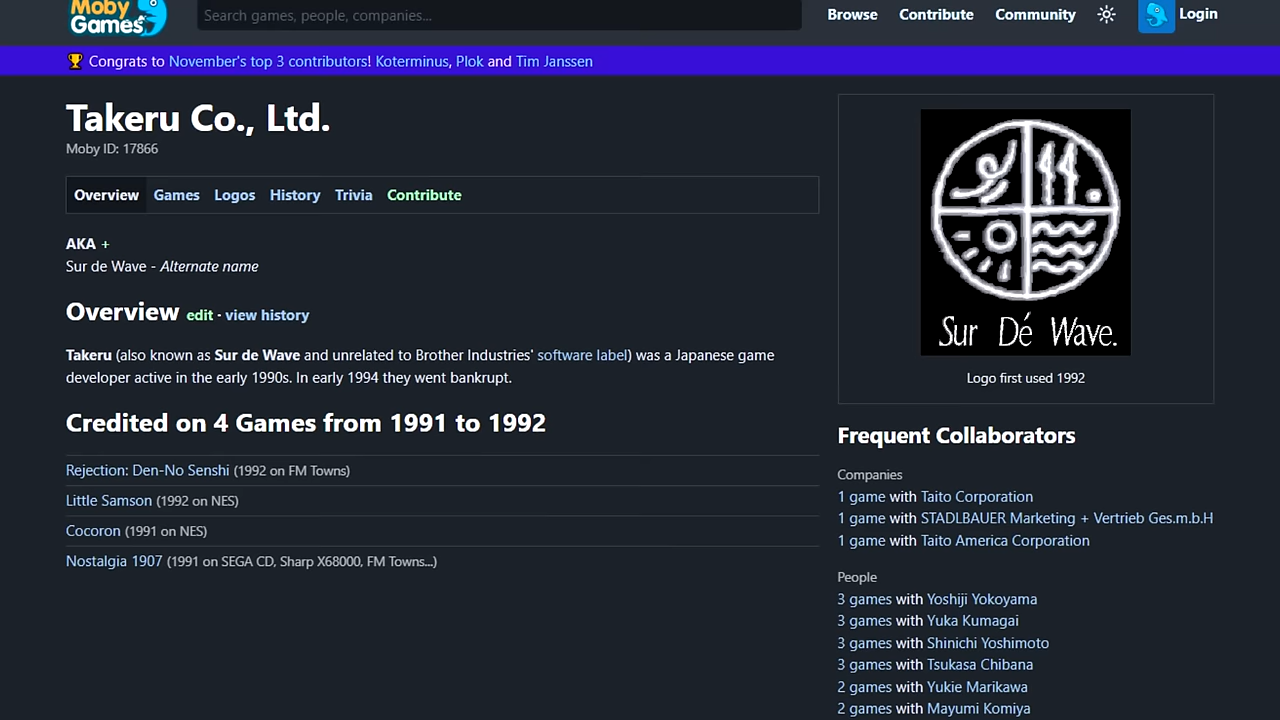 Moby
Games
Search games, people, companies...
Browse
Contribute
Community
Login
Congrats to November's top 3 contributors! Koterminus, Plok and Tim Janssen
Takeru Co., Ltd.
Moby ID: 17866
Overview
Games
Logos
History
Trivia
Contribute
AKA +
Sur de Wave - Alternate name
Overview edit · view history
Takeru (also known as Sur de Wave and unrelated to Brother Industries' software label) was a Japanese game
developer active in the early 1990s. In early 1994 they went bankrupt.
Credited on 4 Games from 1991 to 1992
Rejection: Den-No Senshi (1992 on FM Towns)
Little Samson (1992 on NES)
Cocoron (1991 on NES)
Nostalgia 1907 (1991 on SEGA CD, Sharp X68000, FM Towns...)
Sur Dé Wave.
Logo first used 1992
Frequent Collaborators
Companies
1 game with Taito Corporation
1 game with STADLBAUER Marketing + Vertrieb Ges.m.b.H
1 game with Taito America Corporation
People
3 games with Yoshiji Yokoyama
3 games with Yuka Kumagai
3 games with Shinichi Yoshimoto
3 games with Tsukasa Chibana
2 games with Yukie Marikawa
2 games with Mayumi Komiya